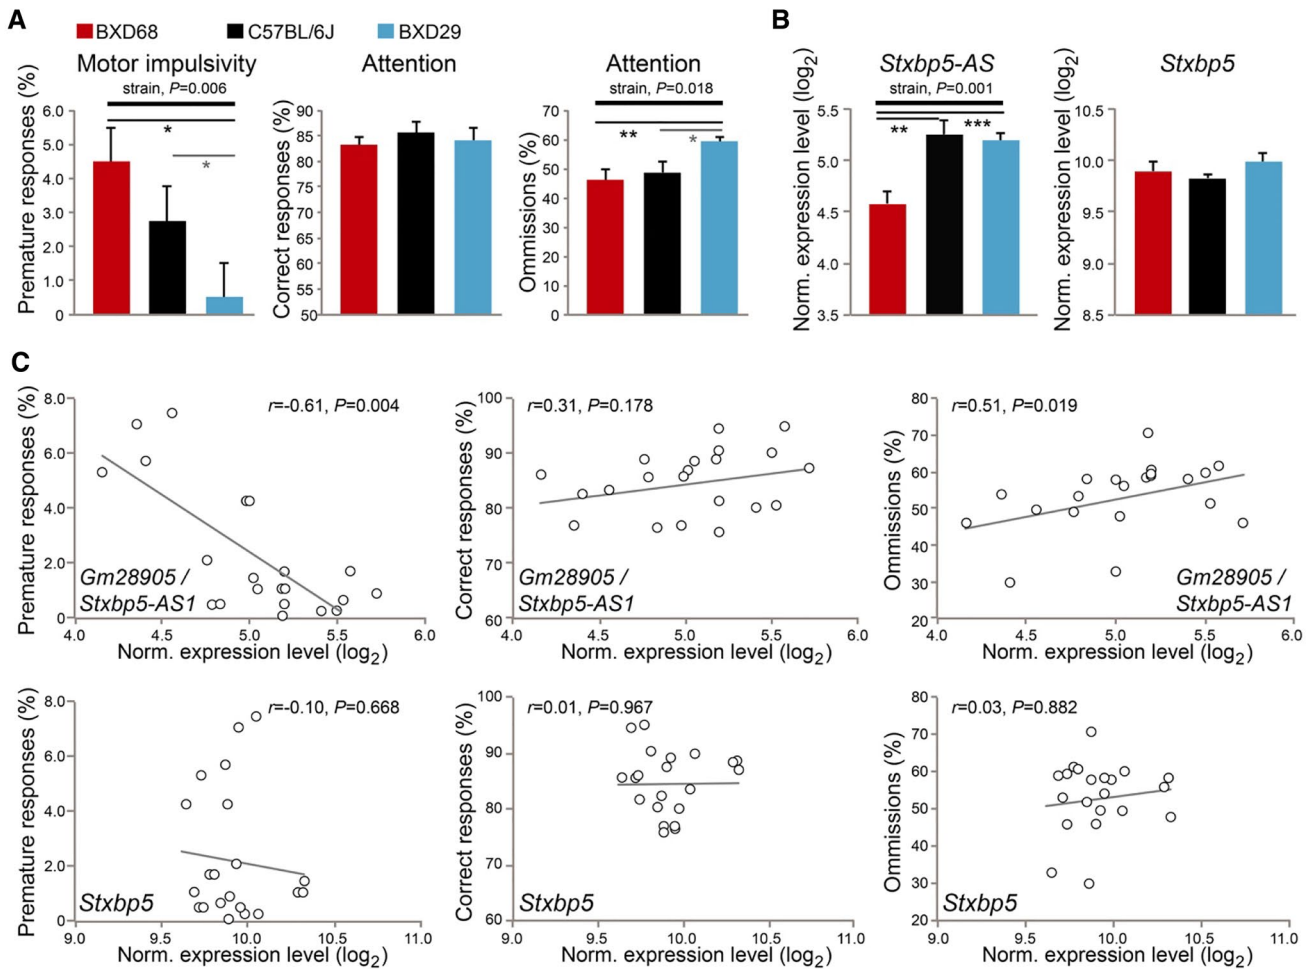 A
BXD68
C57BL/6J
BXD29
Motor impulsivity
strain, P=0.006
*
*
Premature responses (%)
6.0
5.0
4.0
3.0
2.0
1.0
0
Attention
Correct responses (%)
90
85
80
75
70
65
60
55
50
Attention
strain, P=0.018
**
*
Ommissions (%)
70
60
50
40
30
20
10
0
B
Stxbp5-AS
strain, P=0.001
**
***
Norm. expression level (log2)
5.5
5.0
4.5
4.0
3.5
Stxbp5
Norm. expression level (log2)
10.5
10.0
9.5
9.0
8.5
C
Premature responses (%)
8.0
6.0
4.0
2.0
0
r=-0.61, P=0.004
Gm28905 /
Stxbp5-AS1
4.0 4.5 5.0 5.5 6.0
Norm. expression level (log2)
Correct responses (%)
100
90
80
70
60
r=0.31, P=0.178
Gm28905 /
Stxbp5-AS1
4.0 4.5 5.0 5.5 6.0
Norm. expression level (log2)
Ommissions (%)
80
70
60
50
40
30
20
r=0.51, P=0.019
Gm28905 /
Stxbp5-AS1
4.0 4.5 5.0 5.5 6.0
Norm. expression level (log2)
Premature responses (%)
8.0
6.0
4.0
2.0
0
r=-0.10, P=0.668
Stxbp5
9.0 9.5 10.0 10.5 11.0
Norm. expression level (log2)
Correct responses (%)
100
90
80
70
60
r=0.01, P=0.967
Stxbp5
9.0 9.5 10.0 10.5 11.0
Norm. expression level (log2)
Ommissions (%)
80
70
60
50
40
30
20
r=0.03, P=0.882
Stxbp5
9.0 9.5 10.0 10.5 11.0
Norm. expression level (log2)